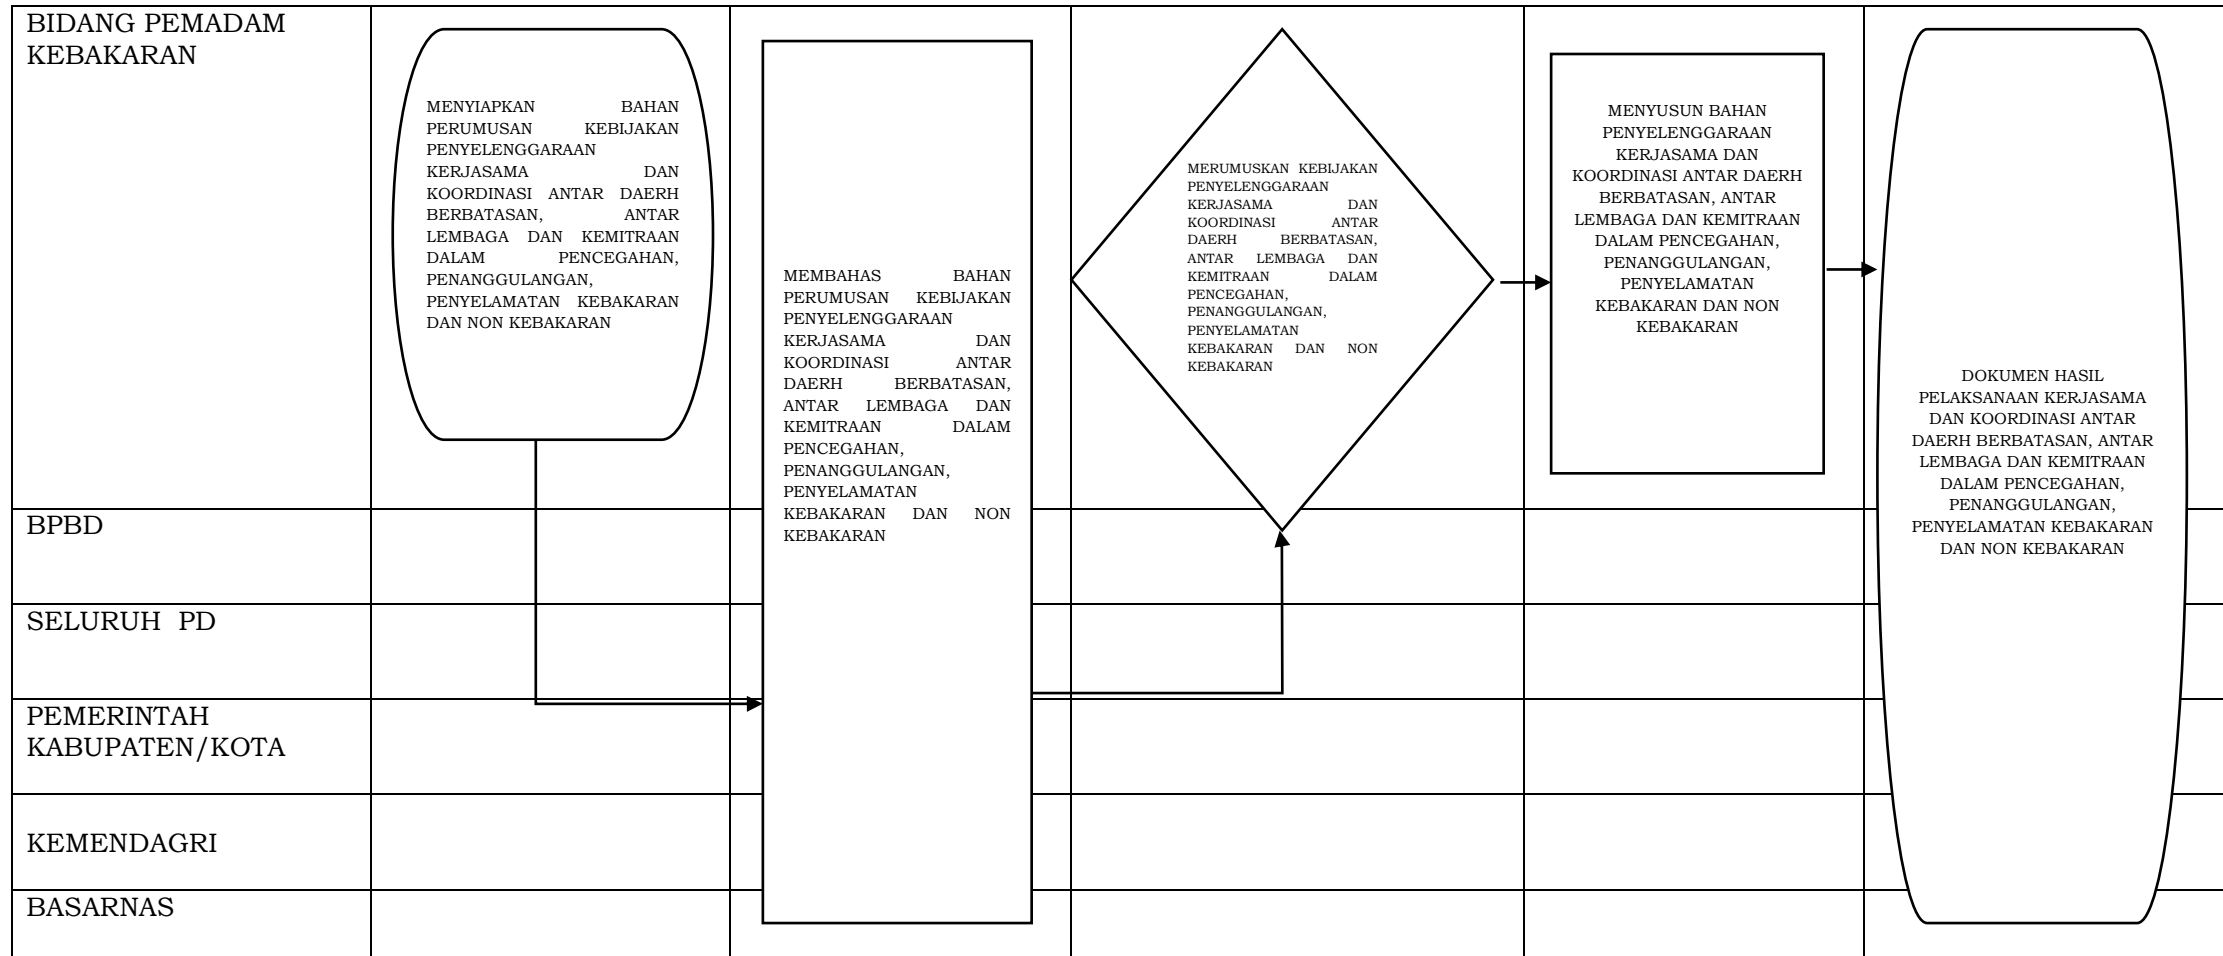 BIDANG PEMADAM
KEBAKARAN
MENYIAPKAN BAHAN
PERUMUSAN KEBIJAKAN
PENYELENGGARAAN
KERJASAMA DAN
KOORDINASI ANTAR DAERH
BERBATASAN, ANTAR
LEMBAGA DAN KEMITRAAN
DALAM PENCEGAHAN,
PENANGGULANGAN,
PENYELAMATAN KEBAKARAN
DAN NON KEBAKARAN
MEMBAHAS BAHAN
PERUMUSAN KEBIJAKAN
PENYELENGGARAAN
KERJASAMA DAN
KOORDINASI ANTAR
DAERH BERBATASAN,
ANTAR LEMBAGA DAN
KEMITRAAN DALAM
PENCEGAHAN,
PENANGGULANGAN,
PENYELAMATAN
KEBAKARAN DAN NON
KEBAKARAN
MERUMUSKAN KEBIJAKAN
PENYELENGGARAAN
KERJASAMA DAN
KOORDINASI ANTAR
DAERH BERBATASAN,
ANTAR LEMBAGA DAN
KEMITRAAN DALAM
PENCEGAHAN,
PENANGGULANGAN,
PENYELAMATAN
KEBAKARAN DAN NON
KEBAKARAN
MENYUSUN BAHAN
PENYELENGGARAAN
KERJASAMA DAN
KOORDINASI ANTAR DAERH
BERBATASAN, ANTAR
LEMBAGA DAN KEMITRAAN
DALAM PENCEGAHAN,
PENANGGULANGAN,
PENYELAMATAN
KEBAKARAN DAN NON
KEBAKARAN
DOKUMEN HASIL
PELAKSANAAN KERJASAMA
DAN KOORDINASI ANTAR
DAERH BERBATASAN, ANTAR
LEMBAGA DAN KEMITRAAN
DALAM PENCEGAHAN,
PENANGGULANGAN,
PENYELAMATAN KEBAKARAN
DAN NON KEBAKARAN
BPBD
SELURUH PD
PEMERINTAH
KABUPATEN/KOTA
KEMENDAGRI
BASARNAS